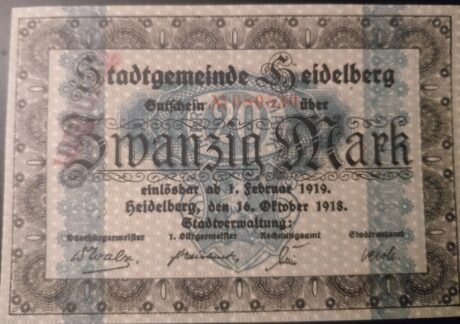 Stadtgemeinde Heidelberg
Gutschein über
20
Zwanzig Mark
einlösbar ab 1. Februar 1919.
Heidelberg, den 16. Oktober 1918.
Stadtverwaltung:
Oberbürgermeister 1. Bürgermeister Rechnungsamt Stadtrentamt